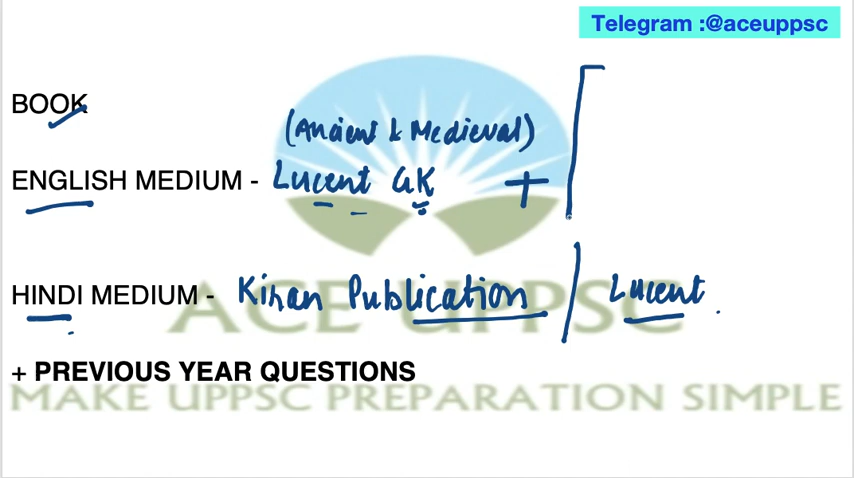 Telegram :@aceuppsc
BOOK
(Ancient & Medieval)
ENGLISH MEDIUM - Lucent GK +
HINDI MEDIUM - Kiran Publication / Lucent
ACE UPPSC
+ PREVIOUS YEAR QUESTIONS
MAKE UPPSC PREPARATION SIMPLE